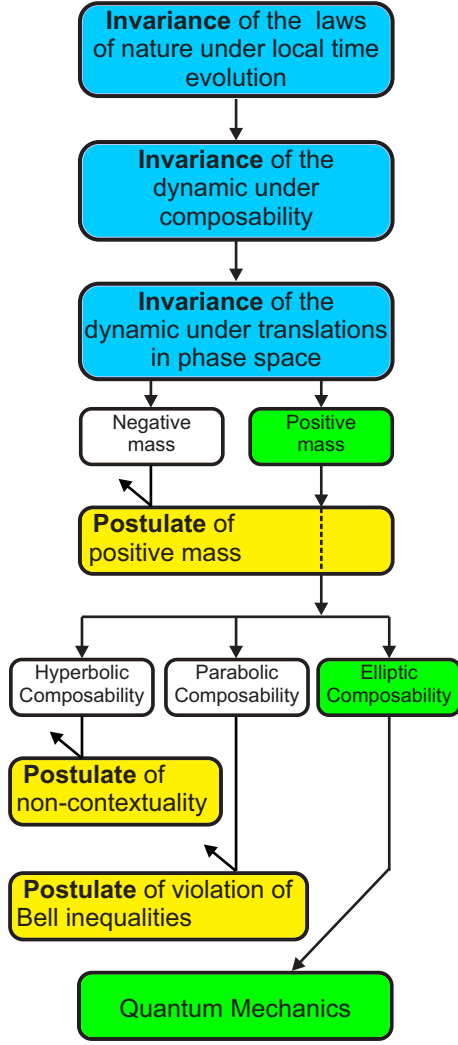 Invariance of the laws
of nature under local time
evolution
Invariance of the
dynamic under
composability
Invariance of the
dynamic under translations
in phase space
Negative
mass
Positive
mass
Postulate of
positive mass
Hyperbolic
Composability
Parabolic
Composability
Elliptic
Composability
Postulate of
non-contextuality
Postulate of violation of
Bell inequalities
Quantum Mechanics